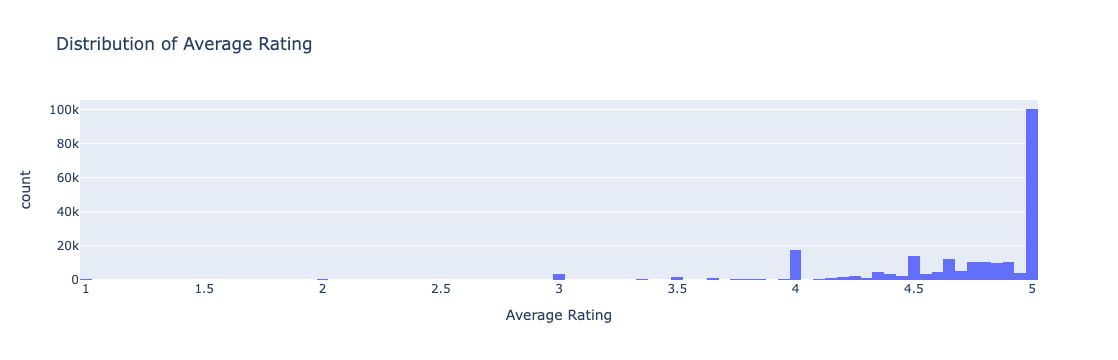 Distribution of Average Rating
count
100k
80k
60k
40k
20k
0
1 1.5 2 2.5 3 3.5 4 4.5 5
Average Rating